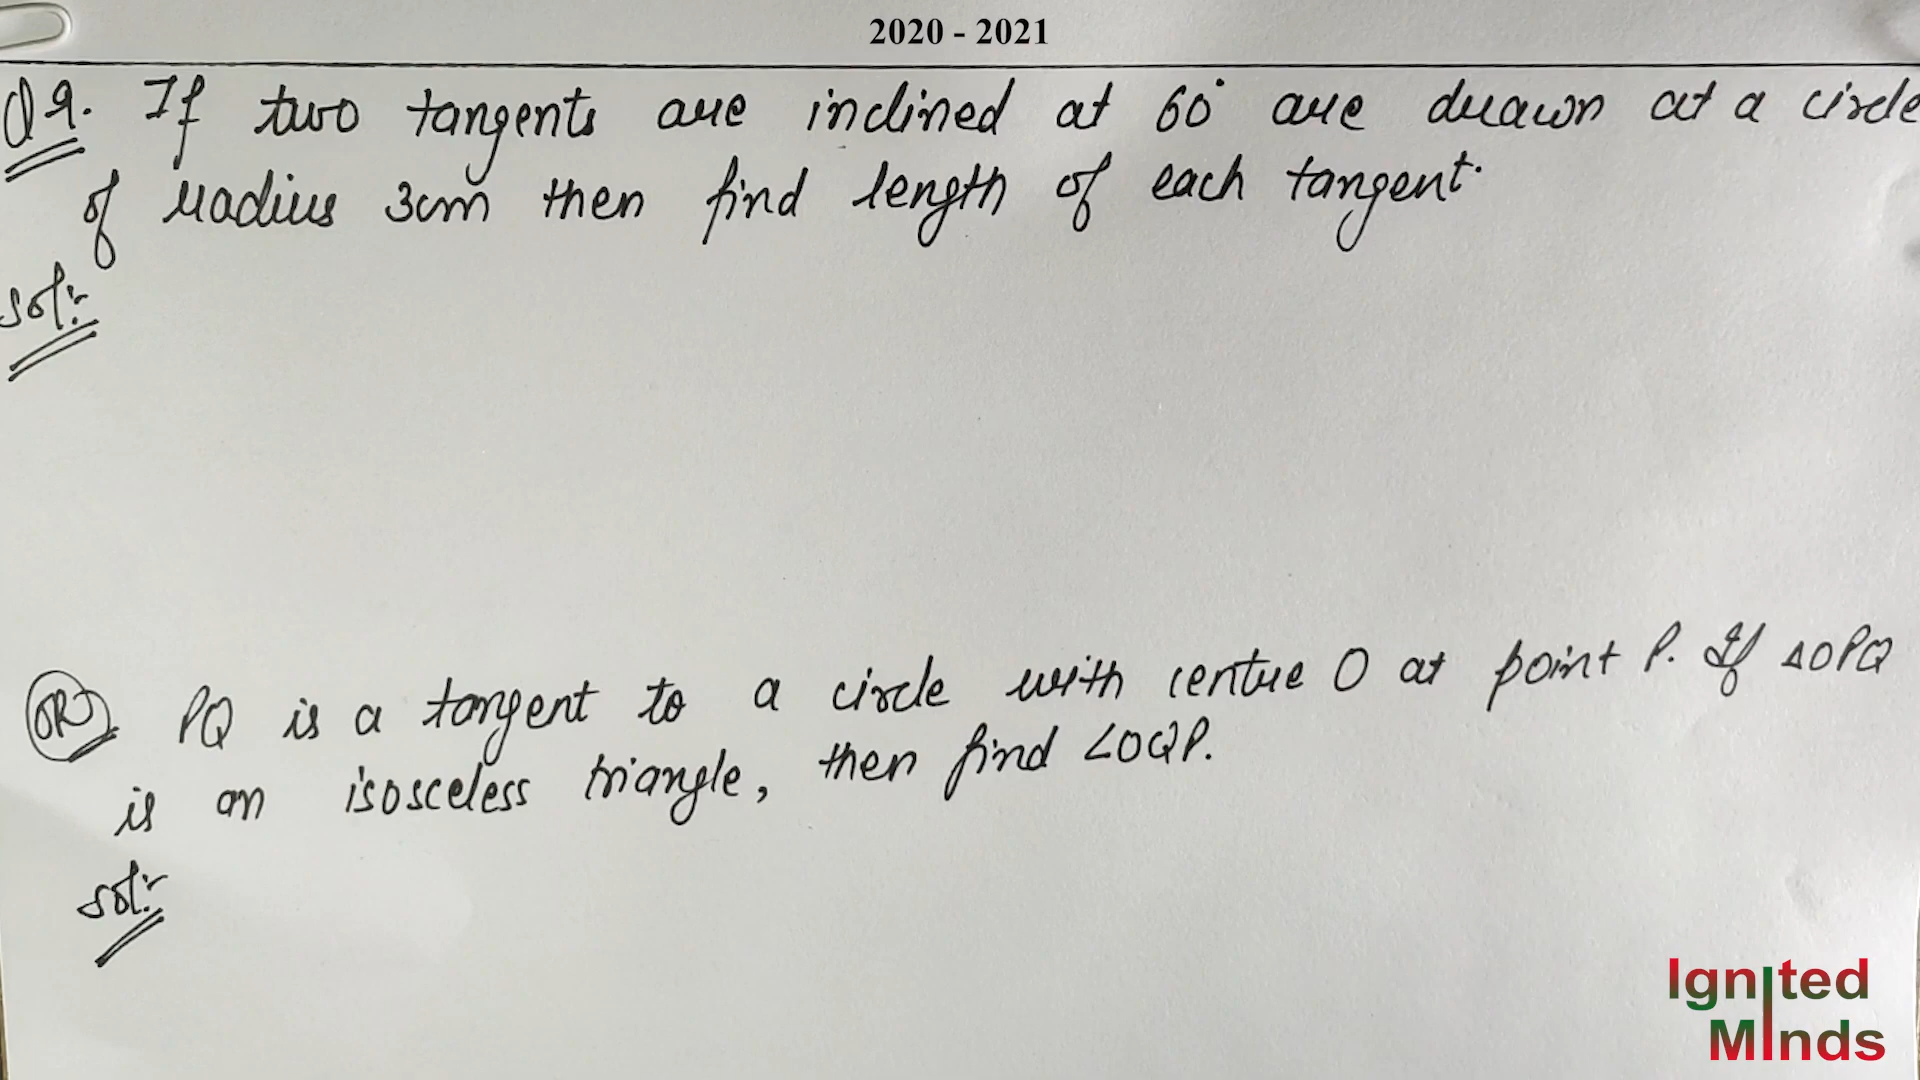 2020 - 2021
Q9. If two tangents are inclined at 60° are drawn at a circle
of radius 3cm then find length of each tangent.
Sol:-
OR PQ is a tangent to a circle with centre O at point P. If ΔOPQ
is an isosceless triangle, then find ∠OQP.
Sol:-
Ignited
Minds